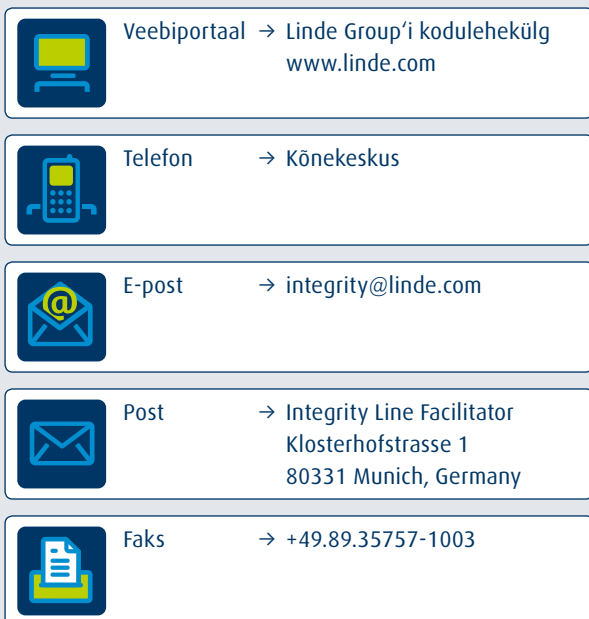 Veebiportaal → Linde Group‘i kodulehekülg
www.linde.com
Telefon → Kõnekeskus
@
E-post → integrity@linde.com
Post → Integrity Line Facilitator
Klosterhofstrasse 1
80331 Munich, Germany
Faks → +49.89.35757-1003